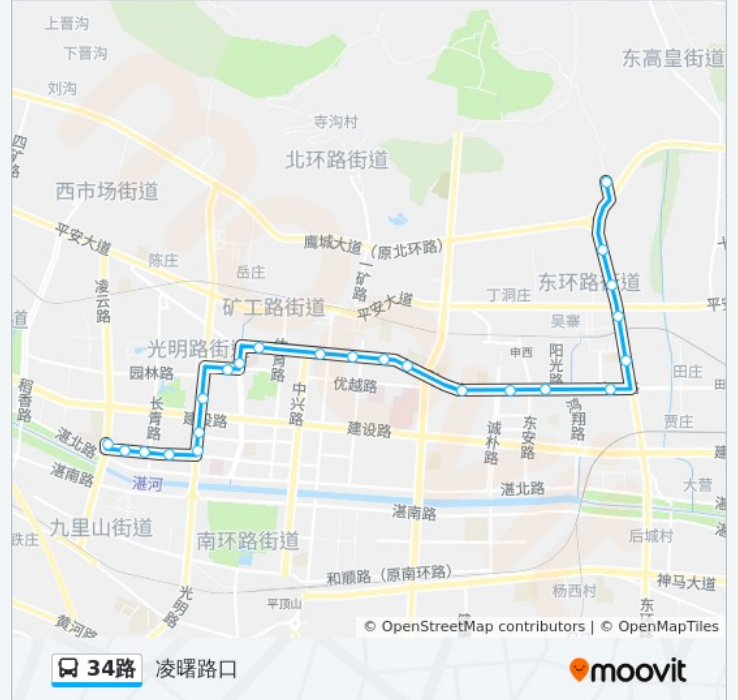 上晋沟
下晋沟
东高皇街道
刘沟
寺沟村
四矿路
北环路街道
西市场街道
平安大道
鹰城大道（原北环路）
陈庄
岳庄
一矿路
凌云路
东环路街道
丁洞庄
平安大道
矿工路街道
吴寨
道
光明路街
申西
阳光路
园林路
优越路
田庄
稻香路
中兴路
长青路
建设路
鸿翔路
贾庄
建设路
诚朴路
东安路
湛北路
湛南路
湛河
湛北路
大营
湛南路
九里山街道
南环路街道
后城村
铁庄
和顺路（原南环路）
神马大道
杨西村
光明路
平顶山
东环
黄河路
© OpenStreetMap contributors | © OpenMapTiles
34路 凌曙路口
moovit